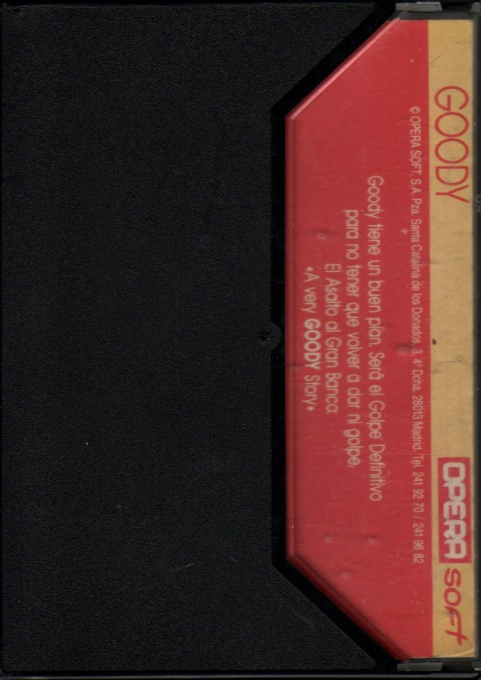 GOODY
OPERA soft
© OPERA SOFT, S.A. Pza. Santa Catalina de los Donados, 3, 4° Dcha. 28013 Madrid. Tel. 241 92 70 / 241 96 82
Goody tiene un buen plan. Será el Golpe Definitivo
para no tener que volver a dar ni golpe.
El Asalto al Gran Banco:
«A very GOODY Story»